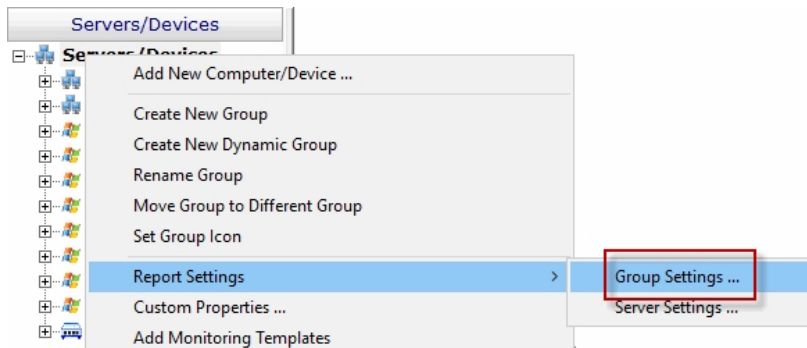 Servers/Devices
Servers/Devices
Add New Computer/Device ...
Create New Group
Create New Dynamic Group
Rename Group
Move Group to Different Group
Set Group Icon
Report Settings
Group Settings ...
Custom Properties ...
Server Settings ...
Add Monitoring Templates